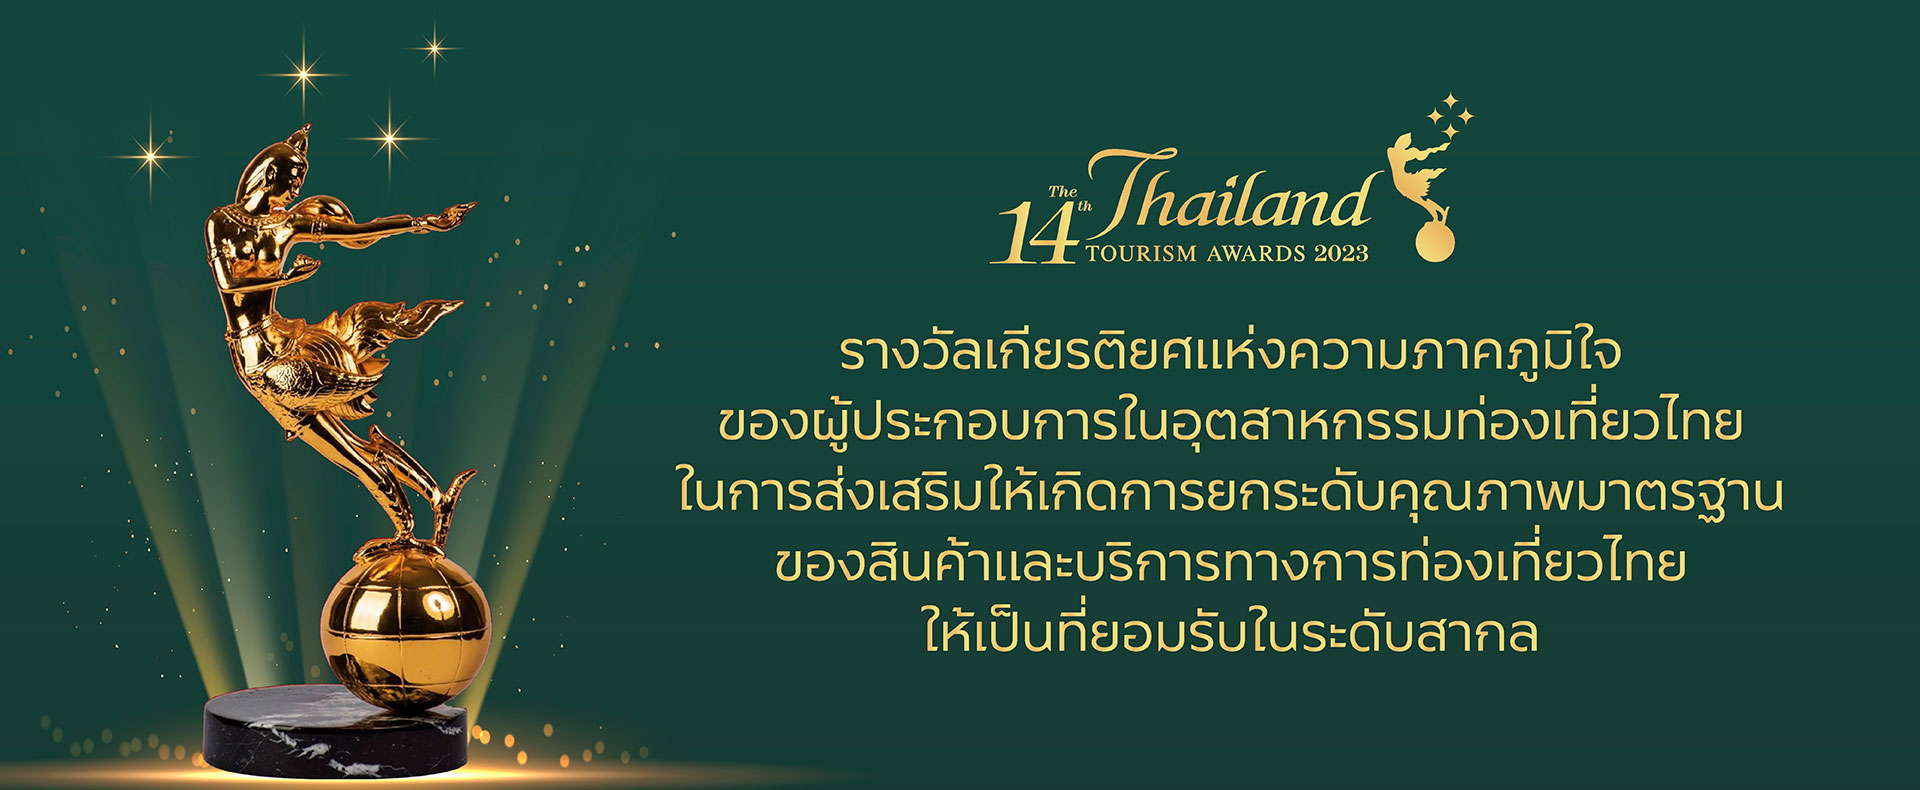 The 14th Thailand
TOURISM AWARDS 2023
รางวัลเกียรติยศแห่งความภาคภูมิใจ
ของผู้ประกอบการในอุตสาหกรรมท่องเที่ยวไทย
ในการส่งเสริมให้เกิดการยกระดับคุณภาพมาตรฐาน
ของสินค้าและบริการทางการท่องเที่ยวไทย
ให้เป็นที่ยอมรับในระดับสากล